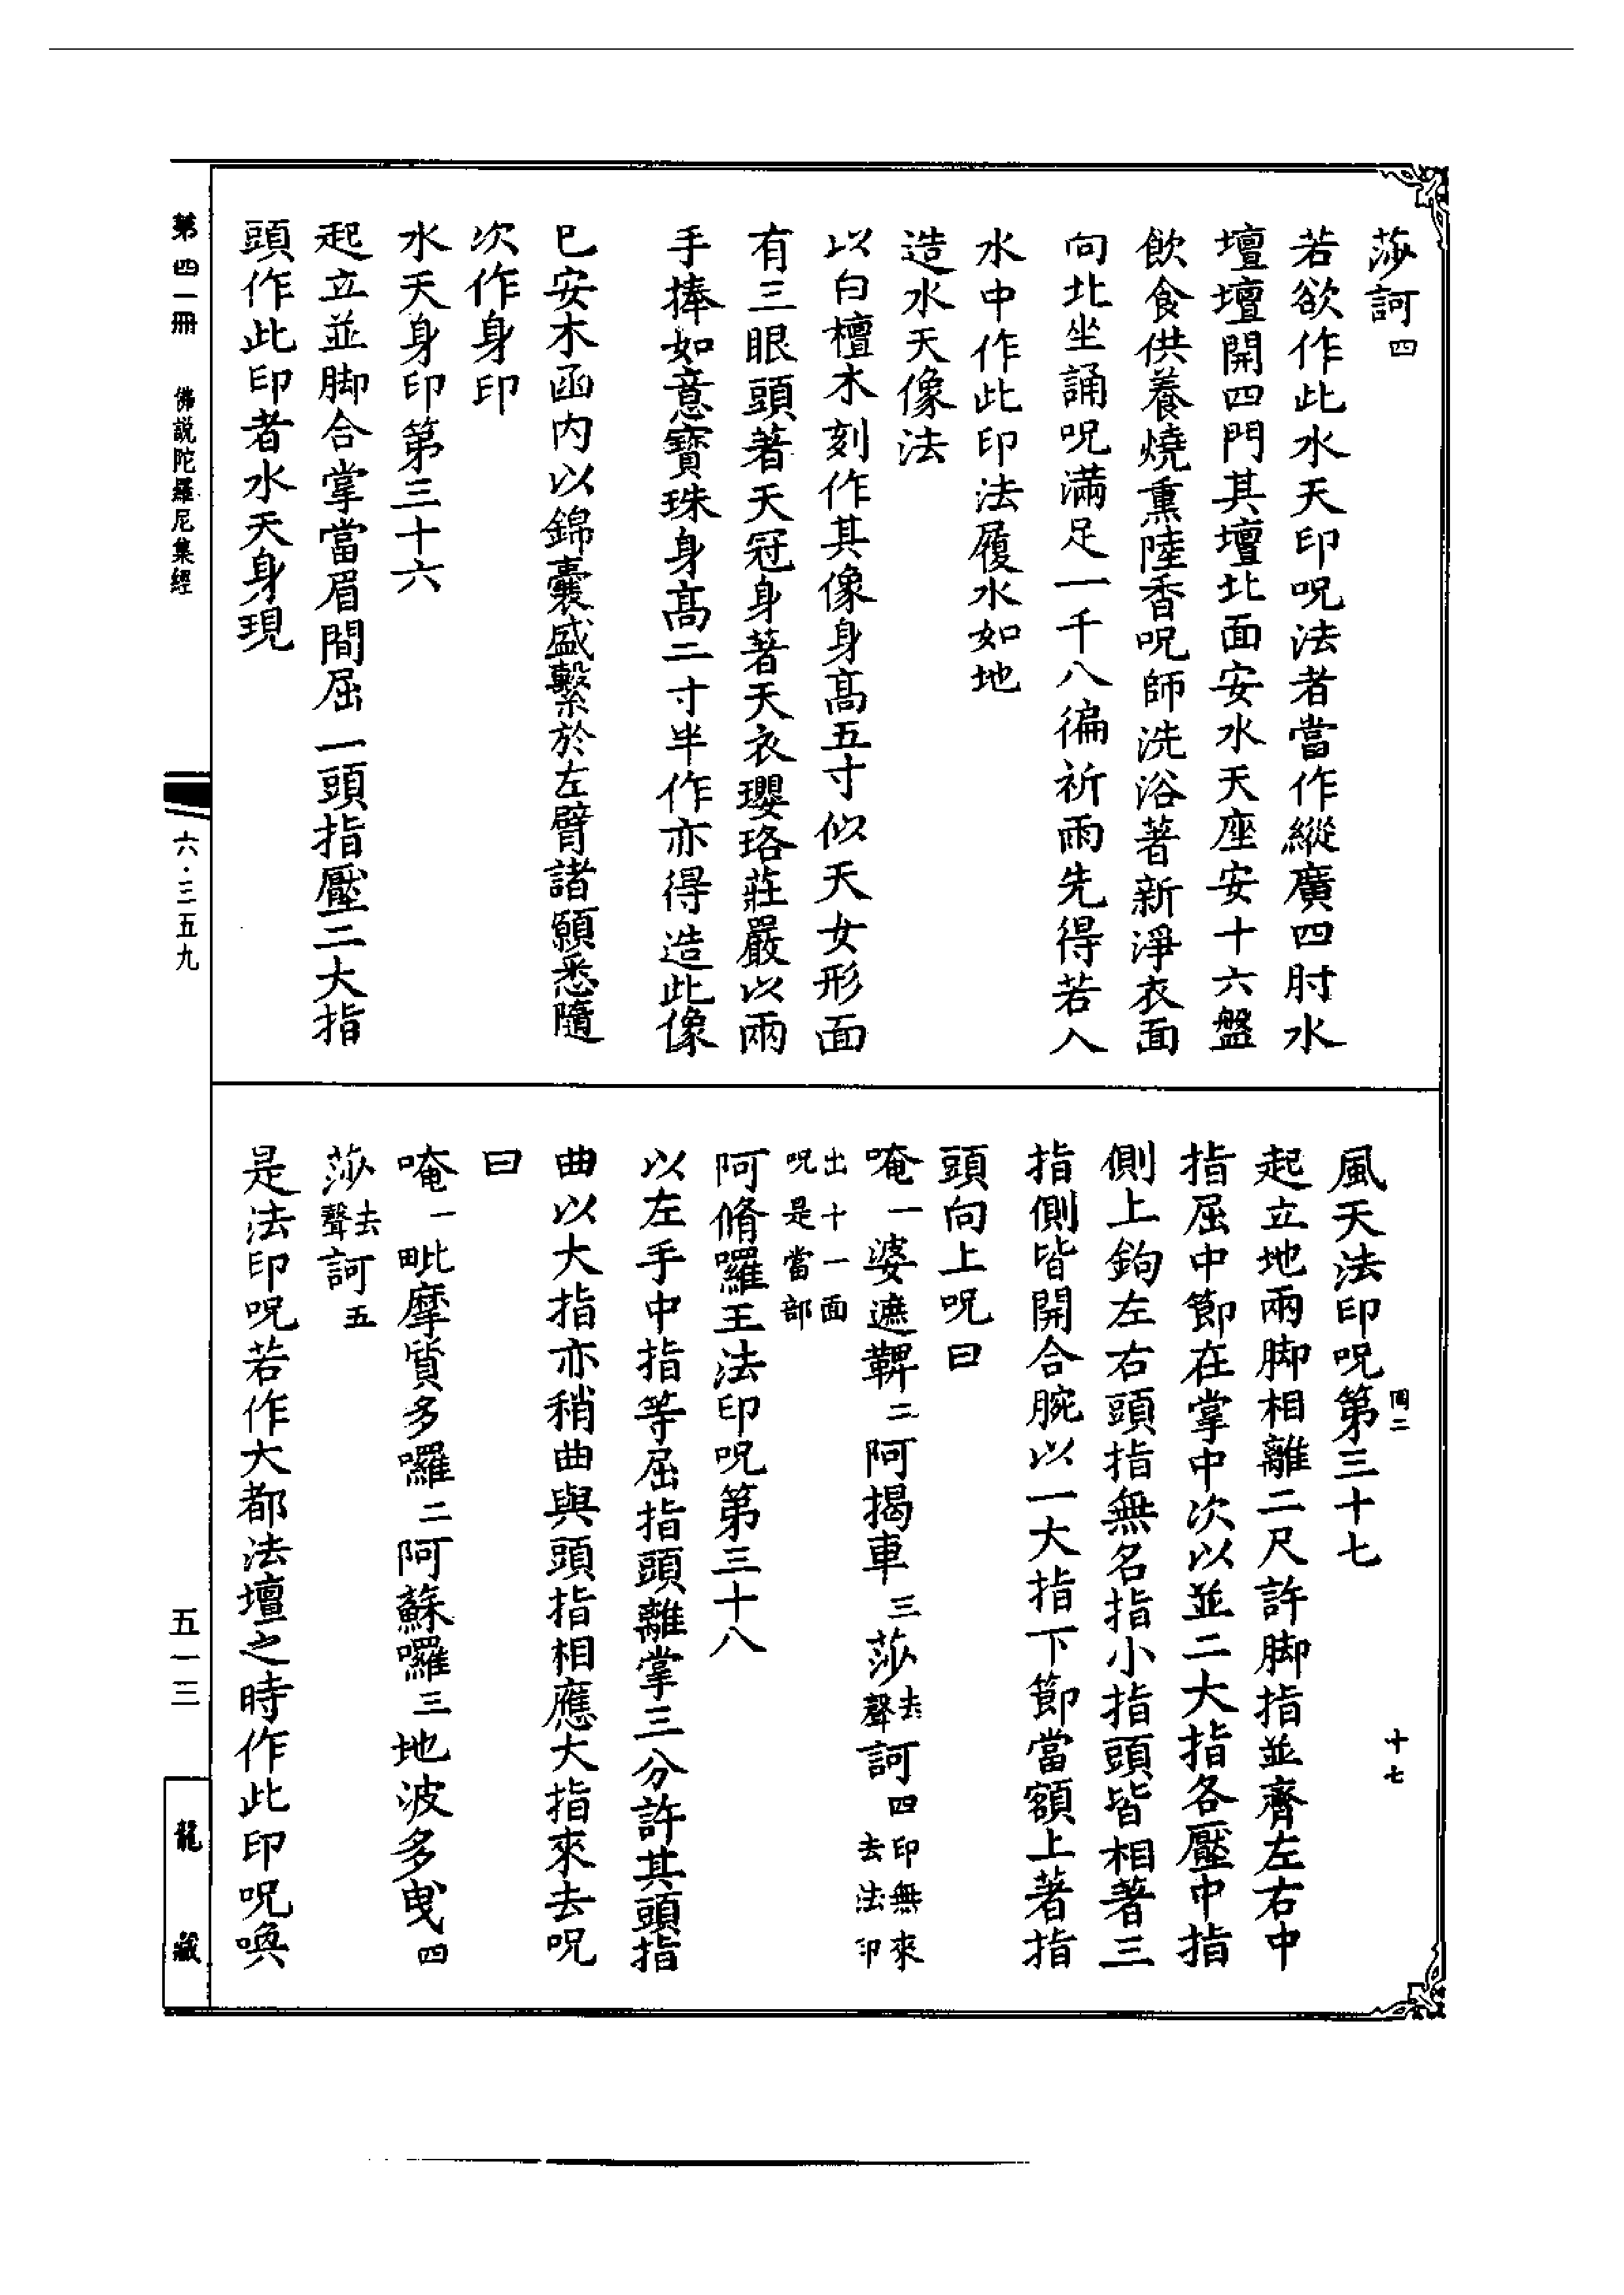 莎訶四
若欲作此水天印呪法者當作縱廣四肘水
壇壇開四門其壇北面安水天座安十六盤
飲食供養燒熏陸香呪師洗浴著新淨衣面
向北坐誦呪滿足一千八徧祈雨先得若入
水中作此印法履水如地
造水天像法
以白檀木刻作其像身高五寸似天女形面
有三眼頭著天冠身著天衣瓔珞莊嚴以兩
手捧如意寶珠身高二寸半作亦得造此像
已安木函內以錦囊盛繫於左臂諸願悉隨
次作身印
水天身印第三十六
起立並脚合掌當眉間屈一頭指壓二大指
頭作此印者水天身現
風天法印呪第三十七
起立地兩脚相離二尺許脚指並齊左右中
指屈中節在掌中次以並二大指各壓中指
側上鉤左右頭指無名指小指頭皆相著三
指側皆開合腕以一大指下節當額上著指
頭向上呪曰
唵一婆遮鞞二阿揭車三莎去聲訶四印無來去法印
出十一面呪是當部
阿脩囉王法印呪第三十八
以左手中指等屈指頭離掌三分許其頭指
曲以大指亦稍曲與頭指相應大指來去呪
曰
唵一毗摩質多囉二阿蘇囉三地波多曳四
莎去聲訶五
是法印呪若作大都法壇之時作此印呪喚
十七
第四一冊 佛說陀羅尼集經 六·三五九
五一三
龍藏